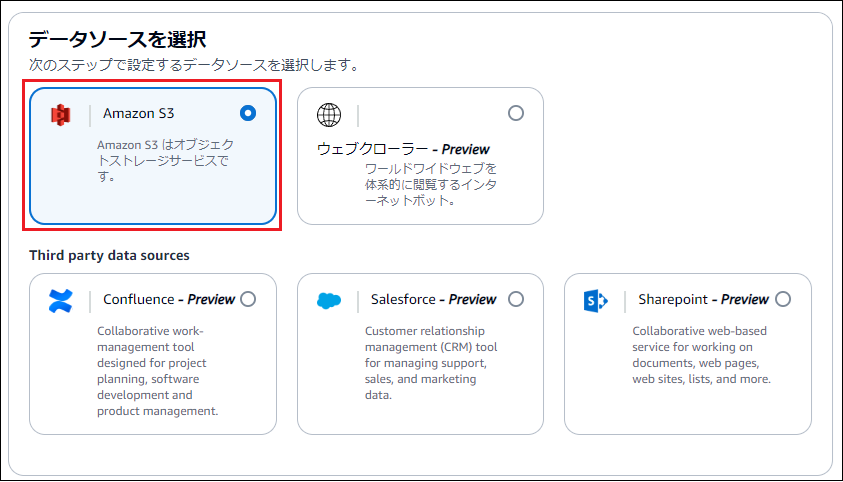 データソースを選択
次のステップで設定するデータソースを選択します。
Amazon S3
Amazon S3 はオブジェク
トストレージサービスで
す。
ウェブクローラー - Preview
ワールドワイドウェブを
体系的に閲覧するインタ
ーネットボット。
Third party data sources
Confluence - Preview
Collaborative work-
management tool
designed for project
planning, software
development and
product management.
Salesforce - Preview
Customer relationship
management (CRM) tool
for managing support,
sales, and marketing
data.
Sharepoint - Preview
Collaborative web-based
service for working on
documents, web pages,
web sites, lists, and more.